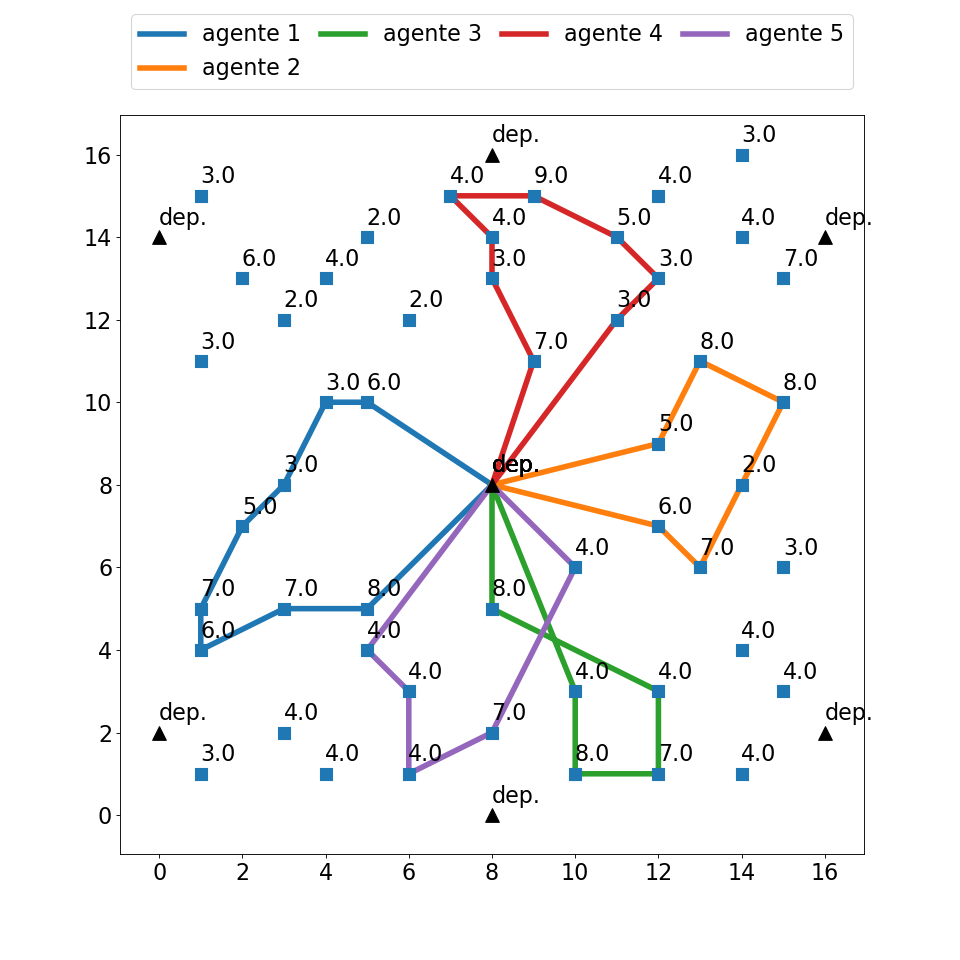 agente 1 agente 3 agente 4 agente 5
agente 2
3.0
16 dep.
3.0 4.0 9.0 4.0
dep. 2.0 4.0 5.0 4.0 dep.
14
6.0 4.0 3.0 3.0 7.0
2.0 2.0 3.0
12
3.0 7.0 8.0
3.0 6.0 8.0
10
5.0
3.0 dep. 2.0
8
5.0 6.0
4.0 7.0 3.0
6
7.0 7.0 8.0 8.0
6.0 4.0 4.0
4
4.0 4.0 4.0 4.0
dep. 4.0 7.0 dep.
2
3.0 4.0 4.0 8.0 7.0 4.0
dep.
0
0 2 4 6 8 10 12 14 16